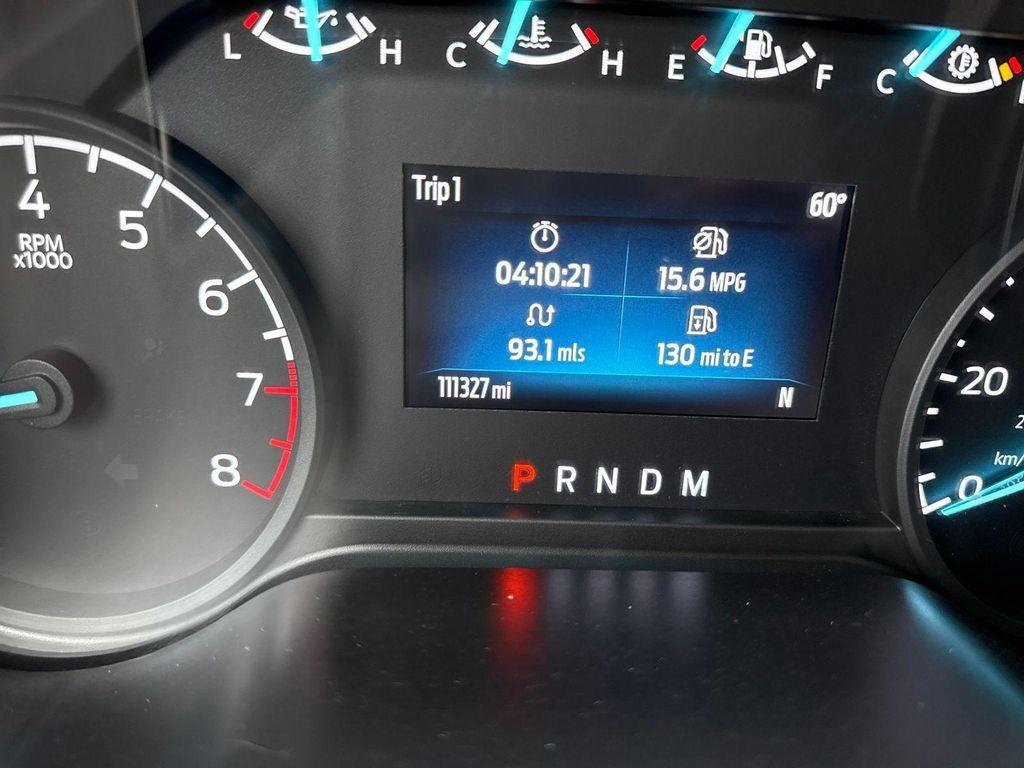 L H C H E F C
Trip 1
60°
04:10:21
15.6 MPG
93.1 mls
130 mi to E
111327 mi
N
P R N D M
4
5
6
7
8
RPM
x1000
20
0
km/